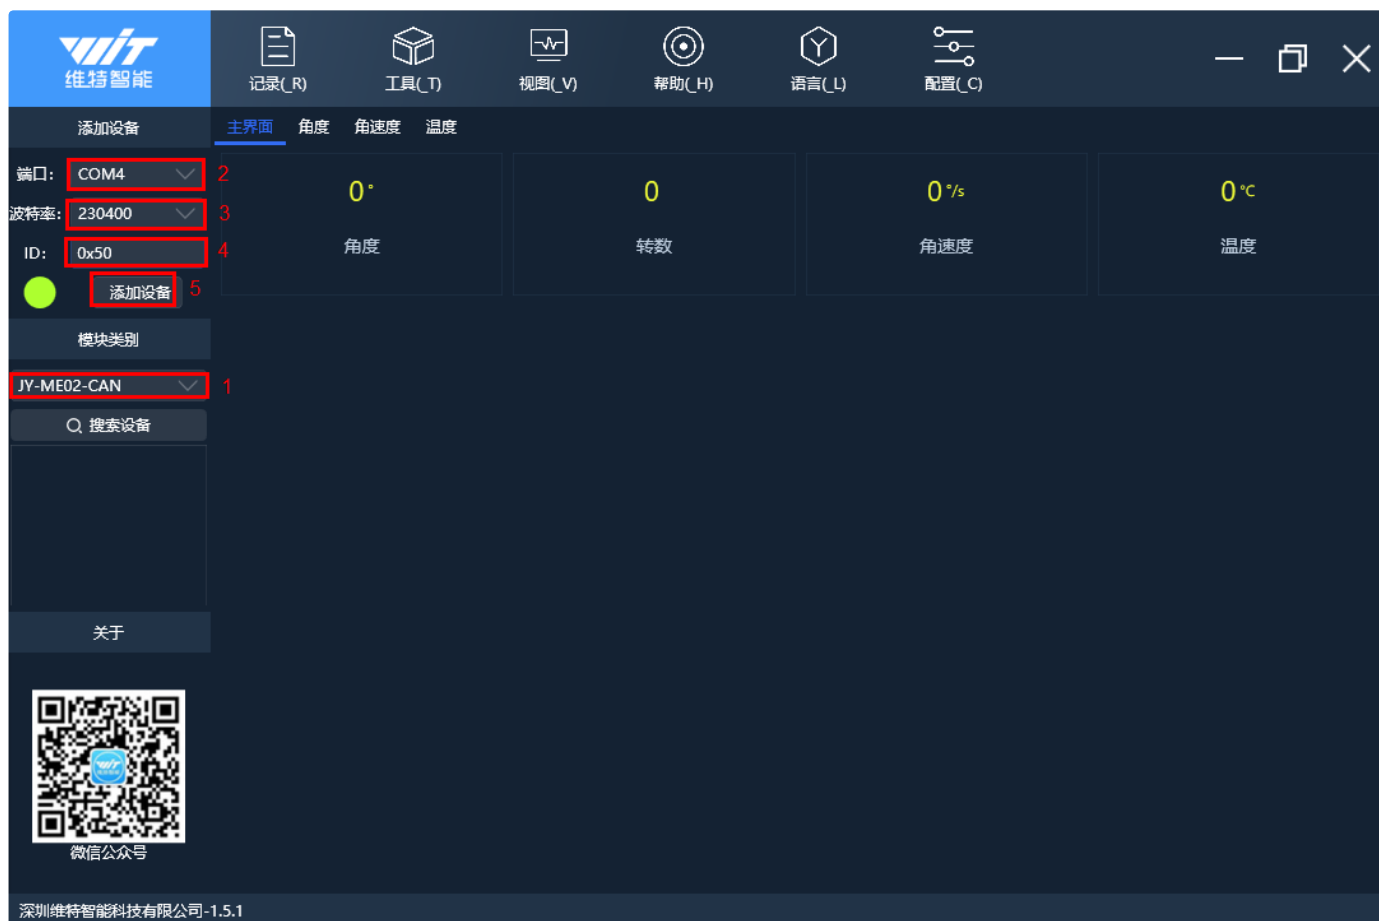 WIT
维特智能
记录(_R)
工具(_T)
视图(_V)
帮助(_H)
语言(_L)
配置(_C)
添加设备
主界面
角度
角速度
温度
端口:
COM4
2
波特率:
230400
3
ID:
0x50
4
添加设备
5
0°
角度
0
转数
0°/s
角速度
0℃
温度
模块类别
JY-ME02-CAN
1
搜索设备
关于
微信公众号
深圳维特智能科技有限公司-1.5.1